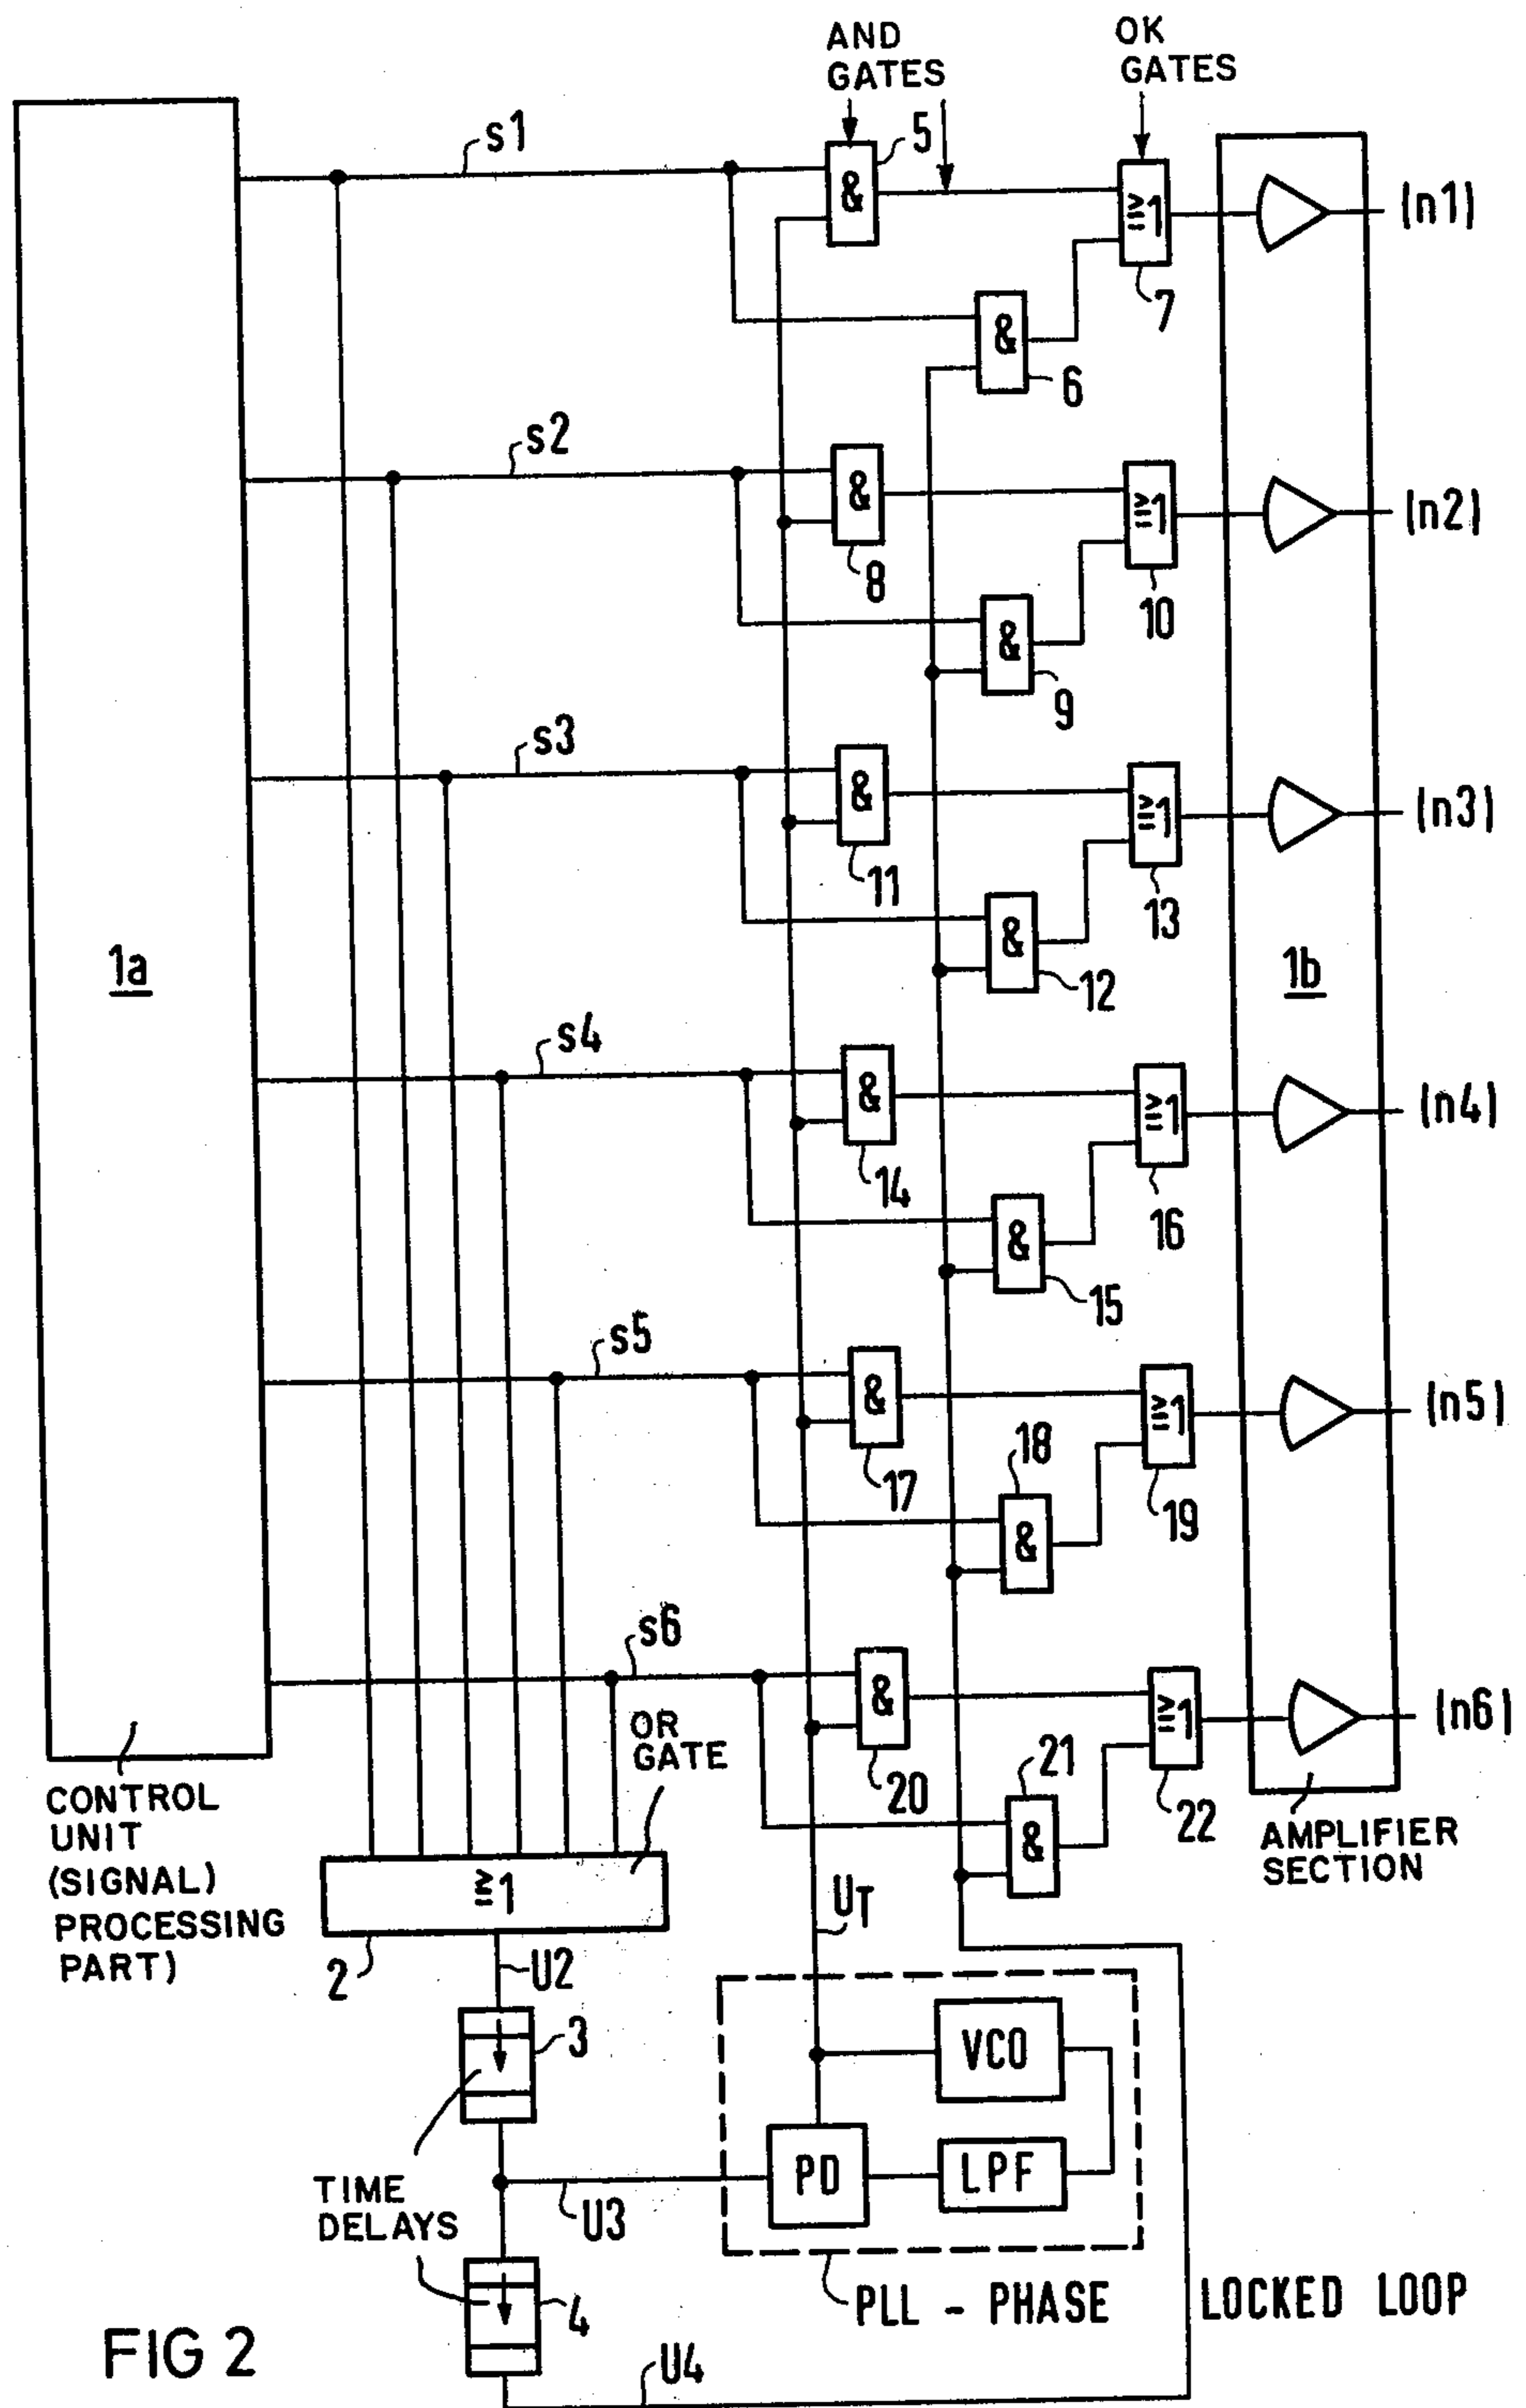 AND
GATES
OK
GATES
s1
5
&
≥1
(n1)
7
&
6
s2
&
8
≥1
(n2)
10
&
9
s3
&
11
≥1
(n3)
13
&
12
1a
1b
s4
&
14
≥1
(n4)
16
&
15
s5
&
17
≥1
(n5)
18
&
19
s6
&
20
≥1
(n6)
OR
GATE
21
&
22
CONTROL
UNIT
(SIGNAL)
PROCESSING
PART)
AMPLIFIER
SECTION
≥1
2
U2
UT
3
VCO
PD
LPF
TIME
DELAYS
U3
4
PLL - PHASE LOCKED LOOP
U4
FIG 2